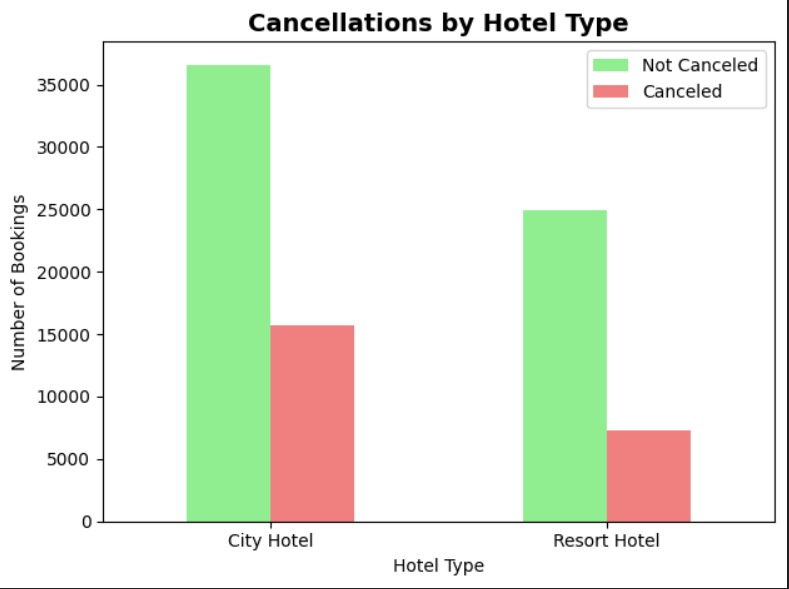 Cancellations by Hotel Type
Not Canceled
Canceled
Number of Bookings
35000
30000
25000
20000
15000
10000
5000
0
City Hotel
Resort Hotel
Hotel Type